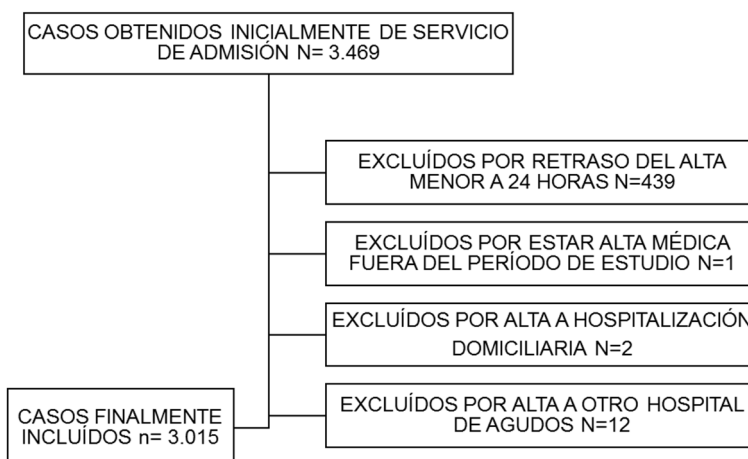 CASOS OBTENIDOS INICIALMENTE DE SERVICIO
DE ADMISIÓN N= 3.469
EXCLUÍDOS POR RETRASO DEL ALTA
MENOR A 24 HORAS N=439
EXCLUÍDOS POR ESTAR ALTA MÉDICA
FUERA DEL PERÍODO DE ESTUDIO N=1
EXCLUÍDOS POR ALTA A HOSPITALIZACIÓN
DOMICILIARIA N=2
EXCLUÍDOS POR ALTA A OTRO HOSPITAL
DE AGUDOS N=12
CASOS FINALMENTE
INCLUÍDOS n= 3.015